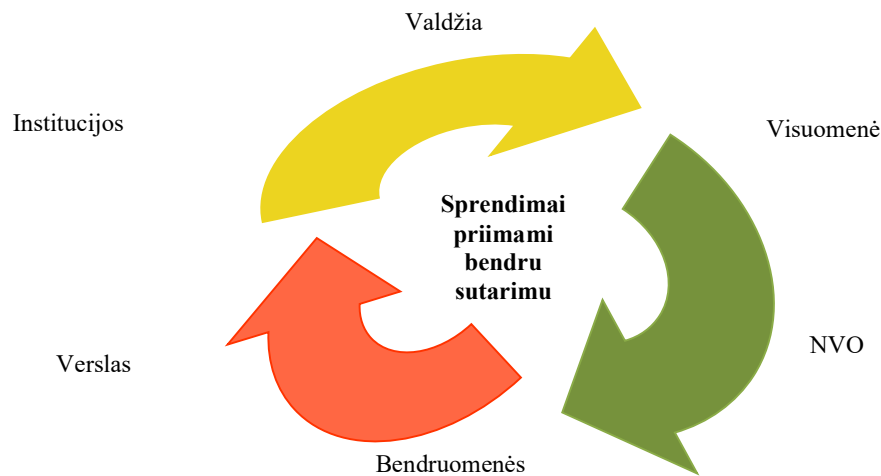 Valdžia
Institucijos
Visuomenė
Sprendimai
priimami
bendru
sutarimu
NVO
Verslas
Bendruomenės